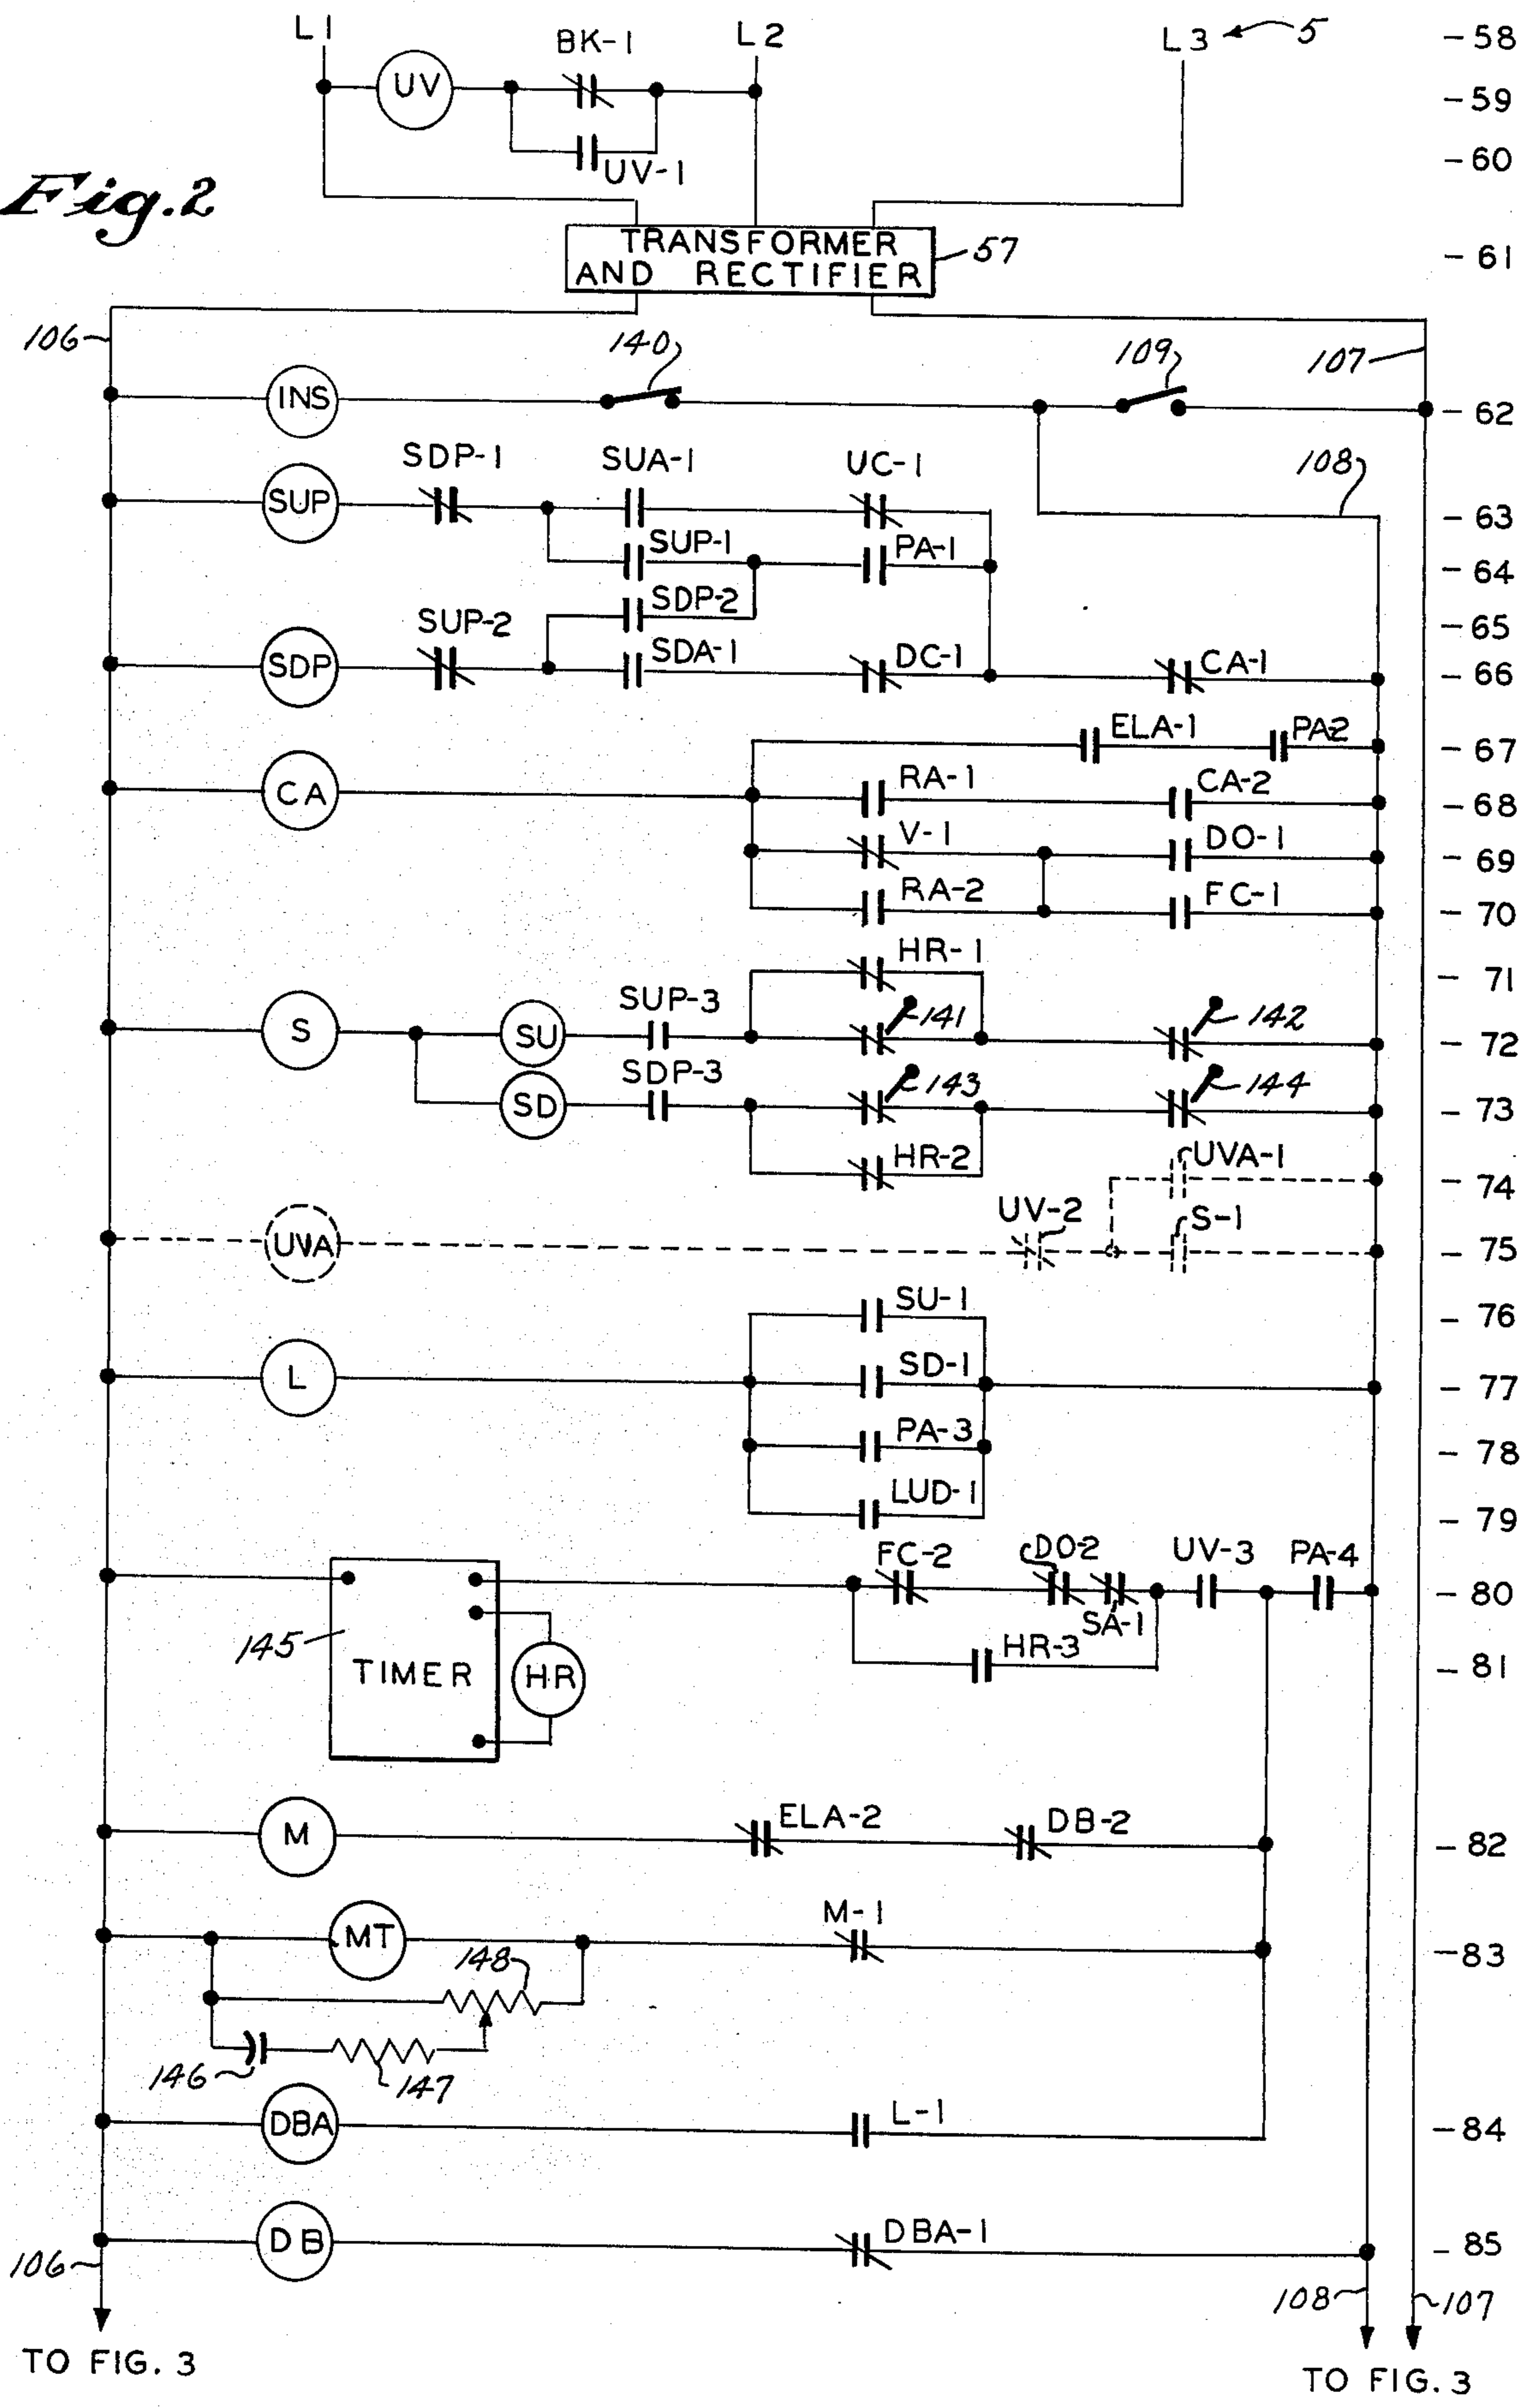 L1 BK-1 L2 L3 5 -58
UV -59
UV-1 -60
Fig. 2
TRANSFORMER
AND RECTIFIER 57 -61
106 140 109 107
INS -62
SDP-1 SUA-1 UC-1 108
SUP -63
SUP-1 PA-1 -64
SUP-2 SDP-2 -65
SDP SDA-1 DC-1 CA-1 -66
ELA-1 PA2 -67
CA RA-1 CA-2 -68
V-1 DO-1 -69
RA-2 FC-1 -70
HR-1 -71
S SU SUP-3 141 142 -72
SD SDP-3 143 144 -73
HR-2 UVA-1 -74
UVA UV-2 S-1 -75
SU-1 -76
L SD-1 -77
PA-3 -78
LUD-1 -79
FC-2 DO-2 UV-3 PA-4 -80
SA-1
145 TIMER HR HR-3 -81
M ELA-2 DB-2 -82
MT M-1 -83
148
146 147
DBA L-1 -84
DB DBA-1 -85
106 108 107
TO FIG. 3 TO FIG. 3